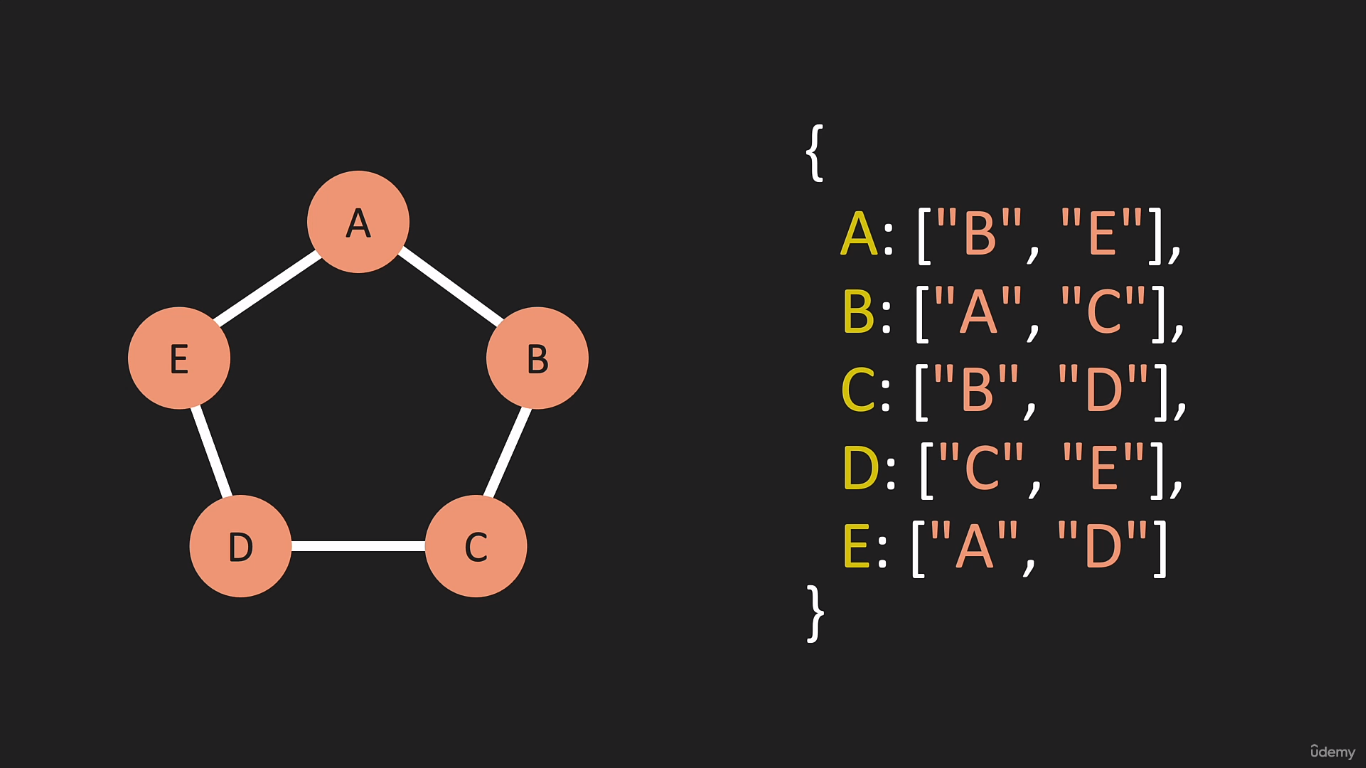 A
E
B
D
C
{
A: ["B", "E"],
B: ["A", "C"],
C: ["B", "D"],
D: ["C", "E"],
E: ["A", "D"]
}
ûdemy